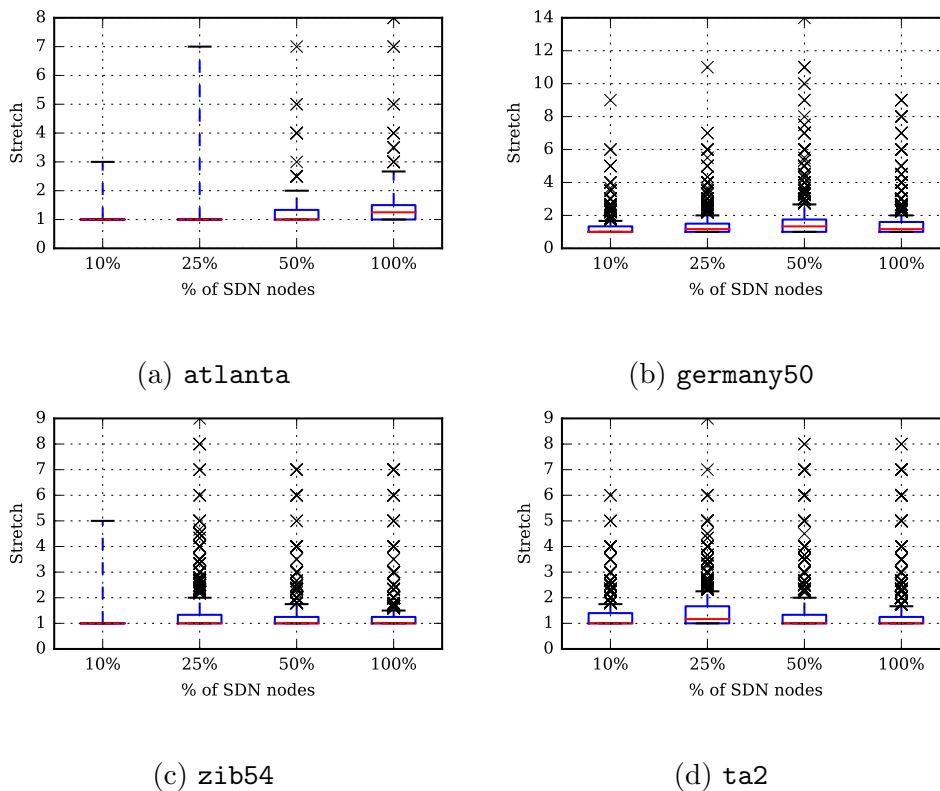 8
7
6
5
4
3
2
1
0
Stretch
10% 25% 50% 100%
% of SDN nodes
(a) atlanta
14
12
10
8
6
4
2
0
Stretch
10% 25% 50% 100%
% of SDN nodes
(b) germany50
9
8
7
6
5
4
3
2
1
0
Stretch
10% 25% 50% 100%
% of SDN nodes
(c) zib54
9
8
7
6
5
4
3
2
1
0
Stretch
10% 25% 50% 100%
% of SDN nodes
(d) ta2